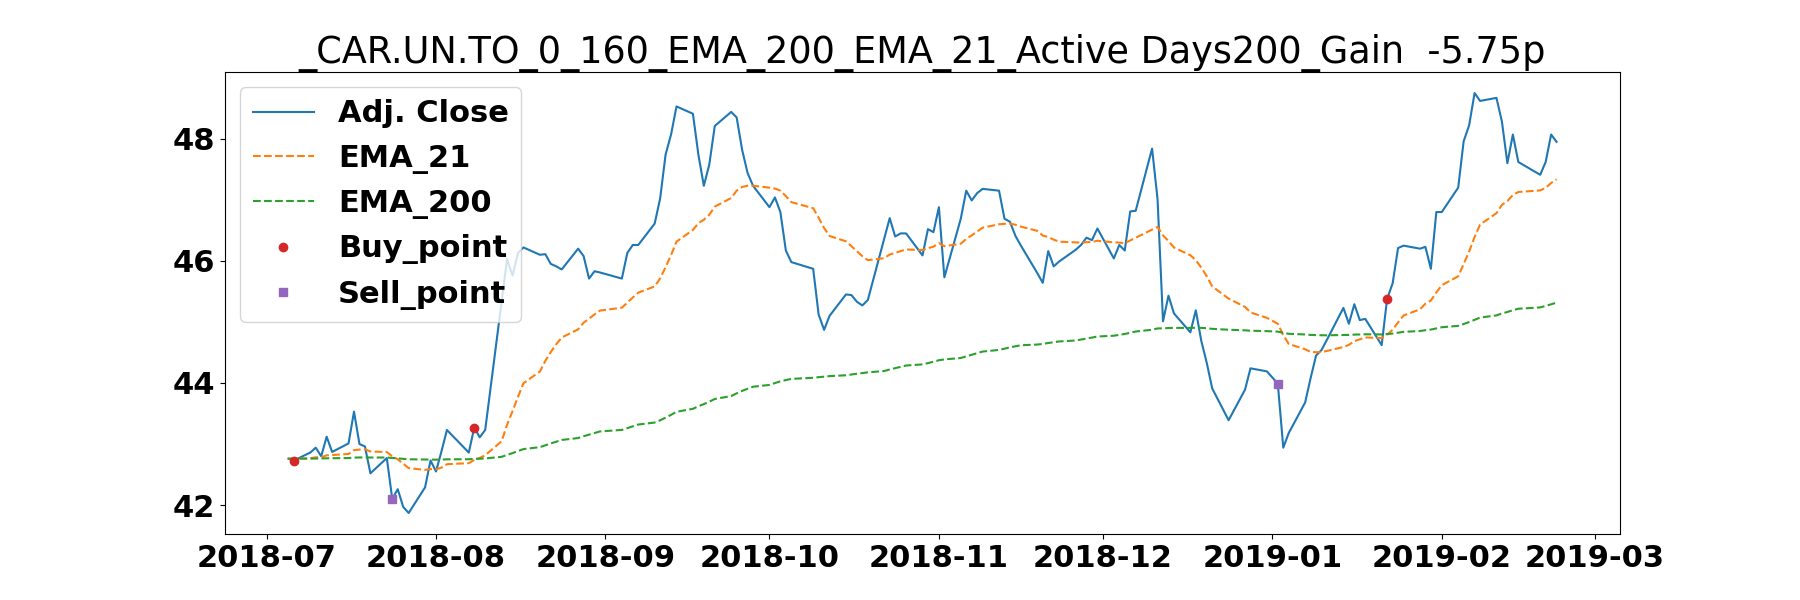 _CAR.UN.TO_0_160_EMA_200_EMA_21_Active Days200_Gain  -5.75p
Adj. Close
EMA_21
EMA_200
Buy_point
Sell_point
48
46
44
42
2018-07 2018-08 2018-09 2018-10 2018-11 2018-12 2019-01 2019-02 2019-03